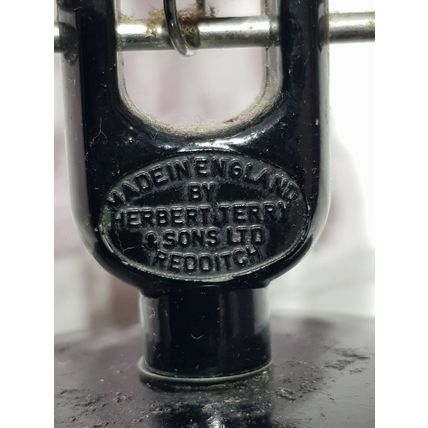 MADE IN ENGLAND
BY
HERBERT TERRY
& SONS LTD
REDDITCH